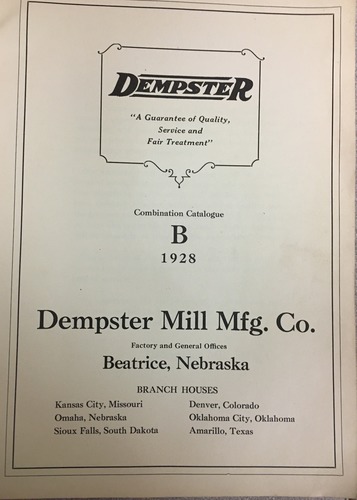 DEMPSTER
"A Guarantee of Quality,
Service and
Fair Treatment"
Combination Catalogue
B
1928
Dempster Mill Mfg. Co.
Factory and General Offices
Beatrice, Nebraska
BRANCH HOUSES
Kansas City, Missouri
Omaha, Nebraska
Sioux Falls, South Dakota
Denver, Colorado
Oklahoma City, Oklahoma
Amarillo, Texas